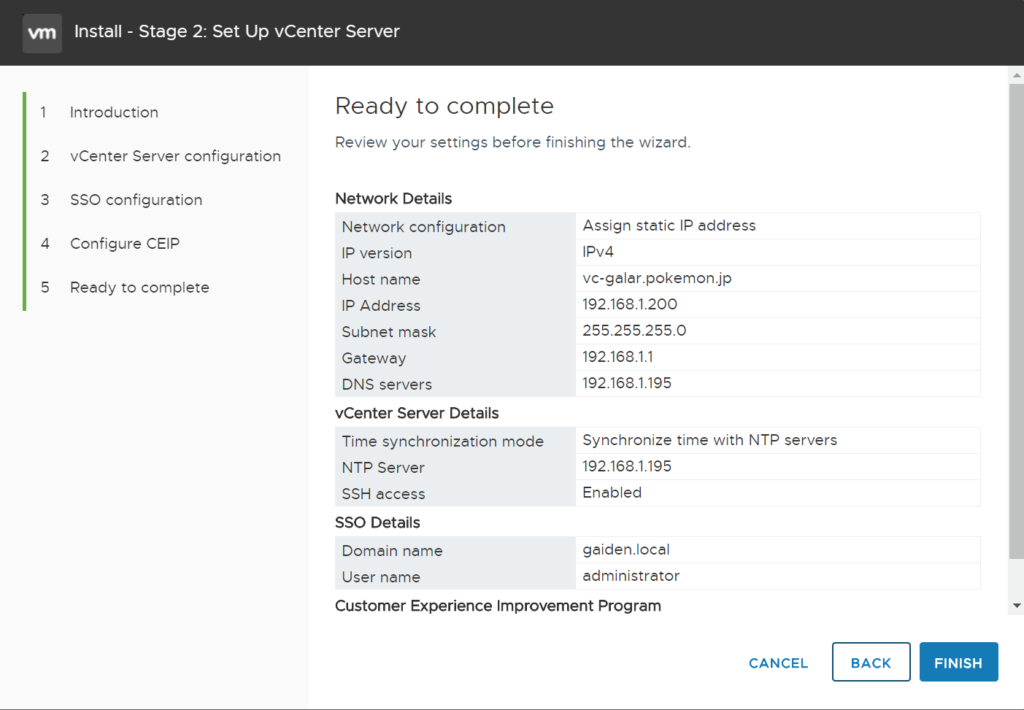 vm Install - Stage 2: Set Up vCenter Server
1 Introduction
2 vCenter Server configuration
3 SSO configuration
4 Configure CEIP
5 Ready to complete
Ready to complete
Review your settings before finishing the wizard.
Network Details
Network configuration Assign static IP address
IP version IPv4
Host name vc-galar.pokemon.jp
IP Address 192.168.1.200
Subnet mask 255.255.255.0
Gateway 192.168.1.1
DNS servers 192.168.1.195
vCenter Server Details
Time synchronization mode Synchronize time with NTP servers
NTP Server 192.168.1.195
SSH access Enabled
SSO Details
Domain name gaiden.local
User name administrator
Customer Experience Improvement Program
CANCEL BACK FINISH